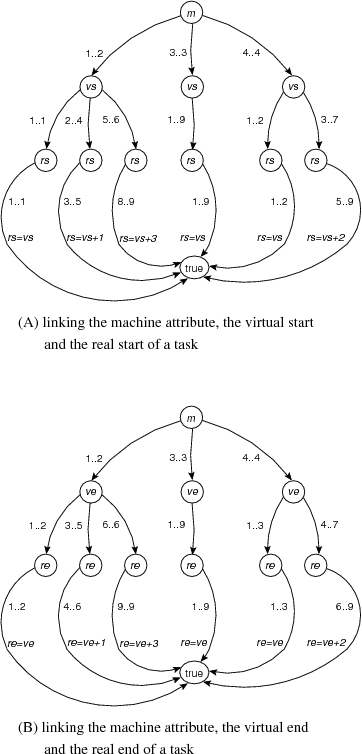 m
1..2 3..3 4..4
vs vs vs
1..1 2..4 5..6 1..9 1..2 3..7
rs rs rs rs rs rs
1..1 3..5 8..9 1..9 1..2 5..9
rs=vs rs=vs+1 rs=vs+3 rs=vs rs=vs rs=vs+2
true
(A) linking the machine attribute, the virtual start
and the real start of a task
m
1..2 3..3 4..4
ve ve ve
1..2 3..5 6..6 1..9 1..3 4..7
re re re re re re
1..2 4..6 9..9 1..9 1..3 6..9
re=ve re=ve+1 re=ve+3 re=ve re=ve re=ve+2
true
(B) linking the machine attribute, the virtual end
and the real end of a task